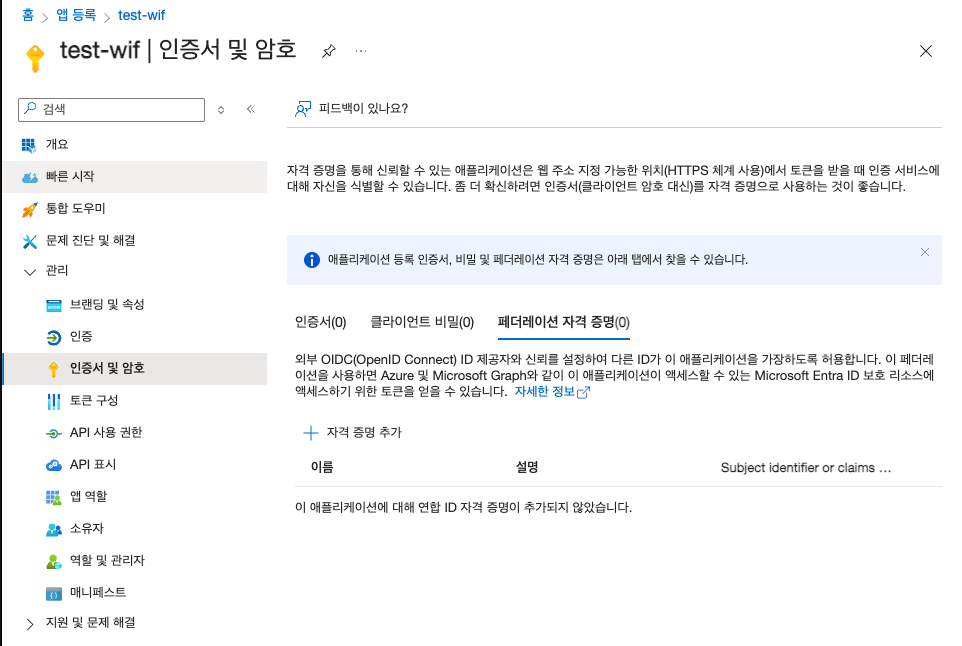 홈 > 앱 등록 > test-wif
test-wif | 인증서 및 암호
검색
피드백이 있나요?
개요
빠른 시작
통합 도우미
문제 진단 및 해결
관리
브랜딩 및 속성
인증
인증서 및 암호
토큰 구성
API 사용 권한
API 표시
앱 역할
소유자
역할 및 관리자
매니페스트
지원 및 문제 해결
자격 증명을 통해 신뢰할 수 있는 애플리케이션은 웹 주소 지정 가능한 위치(HTTPS 체계 사용)에서 토큰을 받을 때 인증 서비스에
대해 자신을 식별할 수 있습니다. 좀 더 확신하려면 인증서(클라이언트 암호 대신)를 자격 증명으로 사용하는 것이 좋습니다.
애플리케이션 등록 인증서, 비밀 및 페더레이션 자격 증명은 아래 탭에서 찾을 수 있습니다.
인증서(0) 클라이언트 비밀(0) 페더레이션 자격 증명(0)
외부 OIDC(OpenID Connect) ID 제공자와 신뢰를 설정하여 다른 ID가 이 애플리케이션을 가장하도록 허용합니다. 이 페더레
이션을 사용하면 Azure 및 Microsoft Graph와 같이 이 애플리케이션이 액세스할 수 있는 Microsoft Entra ID 보호 리소스에
액세스하기 위한 토큰을 얻을 수 있습니다. 자세한 정보
자격 증명 추가
이름 설명 Subject identifier or claims ...
이 애플리케이션에 대해 연합 ID 자격 증명이 추가되지 않았습니다.